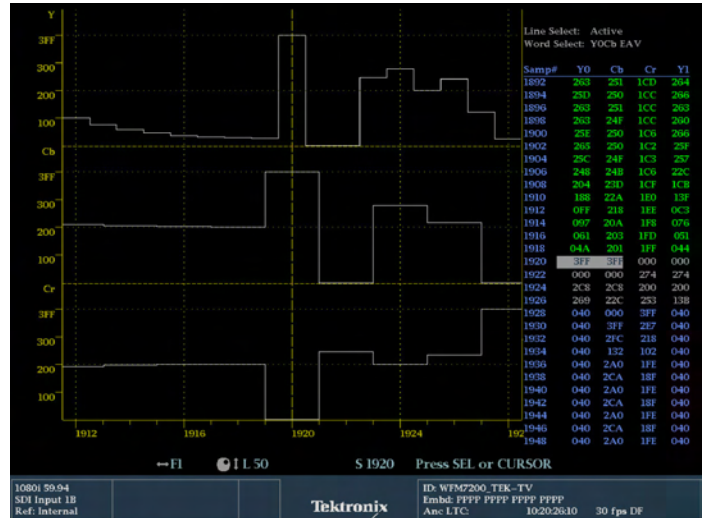 Y
3FF
300
200
100
Cb
3FF
300
200
100
Cr
3FF
300
200
100
1912 1916 1920 1924
Line Select: Active
Word Select: Y0Cb EAV
Samp# Y0 Cb Cr Y1
1892 263 251 1CD 264
1894 25D 250 1CC 266
1896 263 251 1CC 263
1898 263 24F 1CC 260
1900 25E 250 1C6 266
1902 265 250 1C2 25F
1904 25C 24F 1C3 257
1906 248 24B 1C6 22C
1908 204 23D 1CF 1CB
1910 188 22A 1E0 13F
1912 0FF 218 1EE 0C3
1914 097 20A 1F8 076
1916 061 203 1FD 051
1918 04A 201 1FF 044
1920 3FF 3FF 000 000
1922 000 000 274 274
1924 2C8 2C8 200 200
1926 269 22C 253 13B
1928 040 000 3FF 040
1930 040 3FF 2E7 040
1932 040 2FC 218 040
1934 040 132 102 040
1936 040 2A0 1FE 040
1938 040 2CA 18F 040
1940 040 2A0 1FE 040
1942 040 2CA 18F 040
1944 040 2A0 1FE 040
1946 040 2CA 18F 040
1948 040 2A0 1FE 040
↔F1 ↕L 50 S 1920 Press SEL or CURSOR
1080i 59.94
SDI Input 1B
Ref: Internal
Tektronix
ID: WFM7200_TEK-TV
Embd: PPPP PPPP PPPP PPPP
Anc LTC: 10:20:26:10 30 fps DF